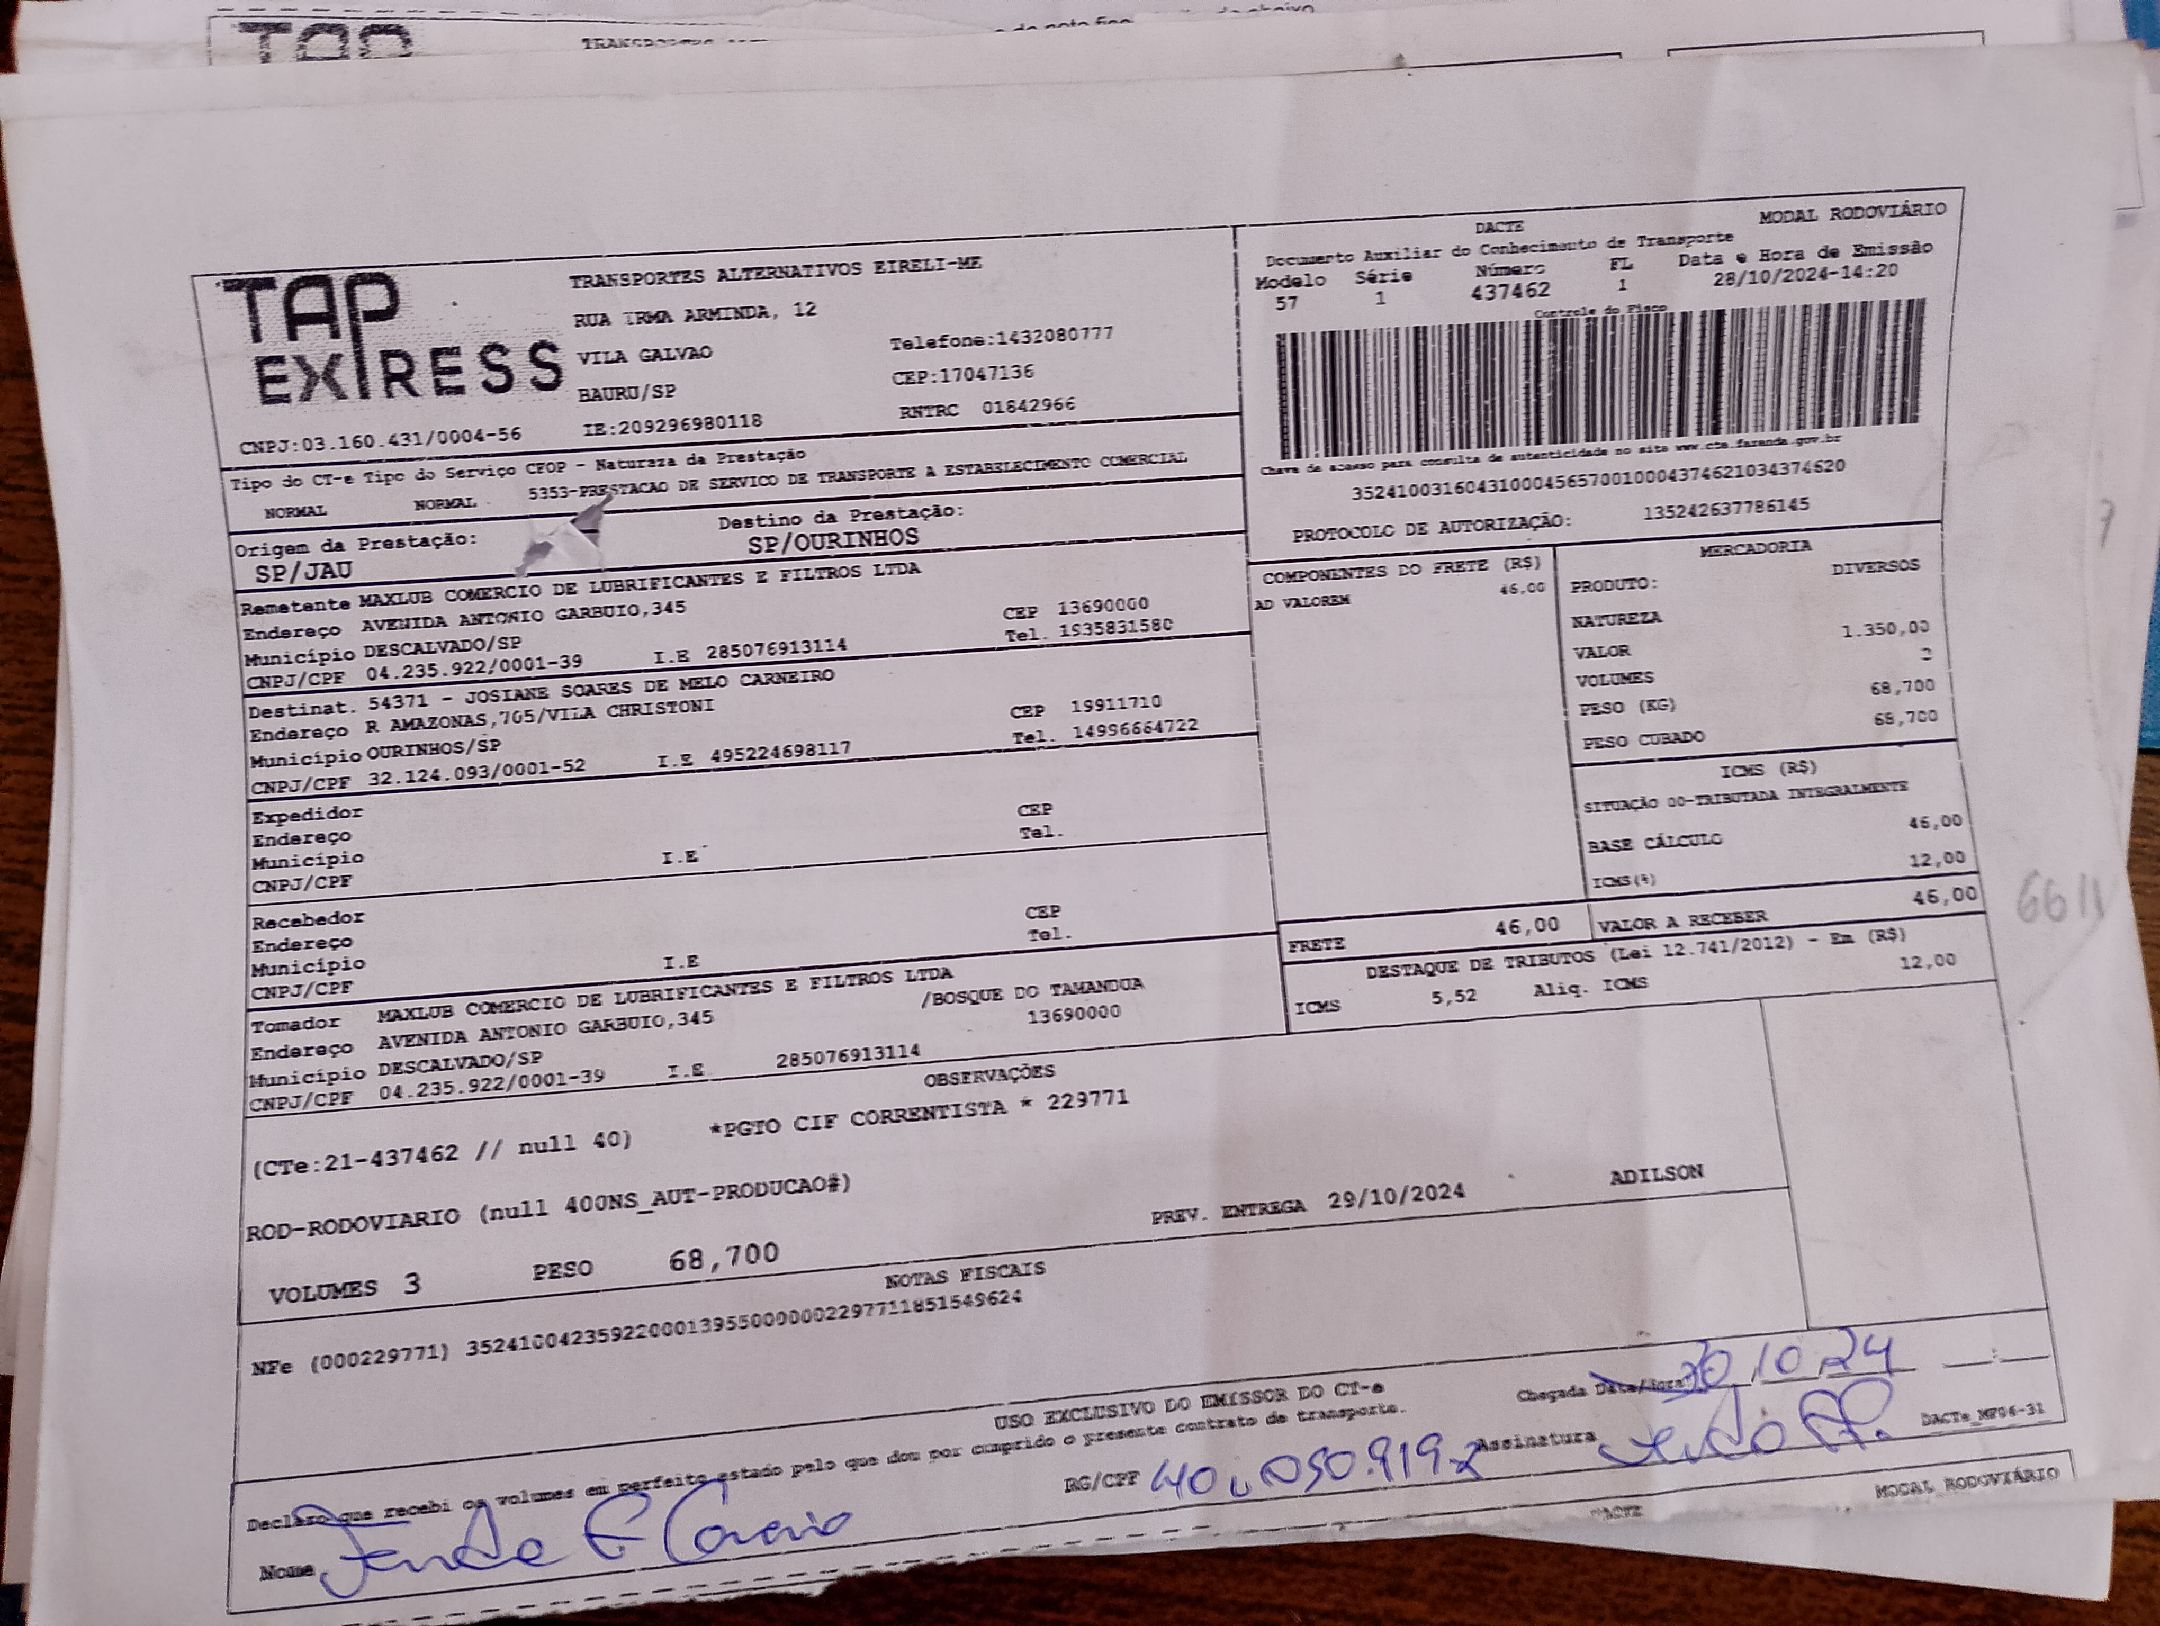 TAP EXPRESS
TRANSPORTES ALTERNATIVOS EIRELI-ME
RUA IRMA ARMINDA, 12
VILA GALVAO Telefone:1432080777
BAURU/SP CEP:17047136
CNPJ:03.160.431/0004-56 IE:209296980118 RNTRC 01842966
DACTE MODAL RODOVIÁRIO
Documento Auxiliar do Conhecimento de Transporte
Modelo Série Número FL Data e Hora de Emissão
57 1 437462 1 28/10/2024-14:20
Controle do Fisco
Chave de acesso para consulta de autenticidade no site www.cte.fazenda.gov.br
35241003160431000456570010004374621034374620
PROTOCOLO DE AUTORIZAÇÃO: 135242637786145
Tipo do CT-e Tipo do Serviço CFOP - Natureza da Prestação
NORMAL NORMAL 5353-PRESTACAO DE SERVICO DE TRANSPORTE A ESTABELECIMENTO COMERCIAL
Origem da Prestação: Destino da Prestação:
SP/JAU SP/OURINHOS
Remetente MAXLUB COMERCIO DE LUBRIFICANTES E FILTROS LTDA
Endereço AVENIDA ANTONIO GARBUIO,345 CEP 13690000
Município DESCALVADO/SP Tel. 1935831580
CNPJ/CPF 04.235.922/0001-39 I.E 285076913114
Destinat. 54371 - JOSIANE SOARES DE MELO CARNEIRO
Endereço R AMAZONAS,705/VILA CHRISTONI CEP 19911710
Município OURINHOS/SP Tel. 14996664722
CNPJ/CPF 32.124.093/0001-52 I.E 495224698117
Expedidor
Endereço CEP
Município Tel.
CNPJ/CPF I.E
Recebedor
Endereço CEP
Município Tel.
CNPJ/CPF I.E
Tomador MAXLUB COMERCIO DE LUBRIFICANTES E FILTROS LTDA
Endereço AVENIDA ANTONIO GARBUIO,345 /BOSQUE DO TAMANDUA
Município DESCALVADO/SP 13690000
CNPJ/CPF 04.235.922/0001-39 I.E 285076913114
COMPONENTES DO FRETE (R$)
AD VALOREM 46,00
MERCADORIA
PRODUTO: DIVERSOS
NATUREZA
VALOR 1.350,00
VOLUMES 3
PESO (KG) 68,700
PESO CUBADO 68,700
ICMS (R$)
SITUAÇÃO 00-TRIBUTADA INTEGRALMENTE
BASE CÁLCULO 46,00
ICMS(%) 12,00
FRETE 46,00 VALOR A RECEBER 46,00
DESTAQUE DE TRIBUTOS (Lei 12.741/2012) - Em (R$)
ICMS 5,52 Aliq. ICMS 12,00
OBSERVAÇÕES
(CTe:21-437462 // null 40) *PGTO CIF CORRENTISTA * 229771
ROD-RODOVIARIO (null 400NS_AUT-PRODUCAO#)
PREV. ENTREGA 29/10/2024 ADILSON
VOLUMES 3 PESO 68,700
NOTAS FISCAIS
NFe (000229771) 35241004235922000139550000002297711851549624
USO EXCLUSIVO DO EMISSOR DO CT-e
Declaro que recebi os volumes em perfeito estado pelo que dou por cumprido o presente contrato de transporte.
Chegada Data/Hora 30/10/24 __:__
Nome
RG/CPF Assinatura
DACTe_MF06-31
DACTE MODAL RODOVIÁRIO